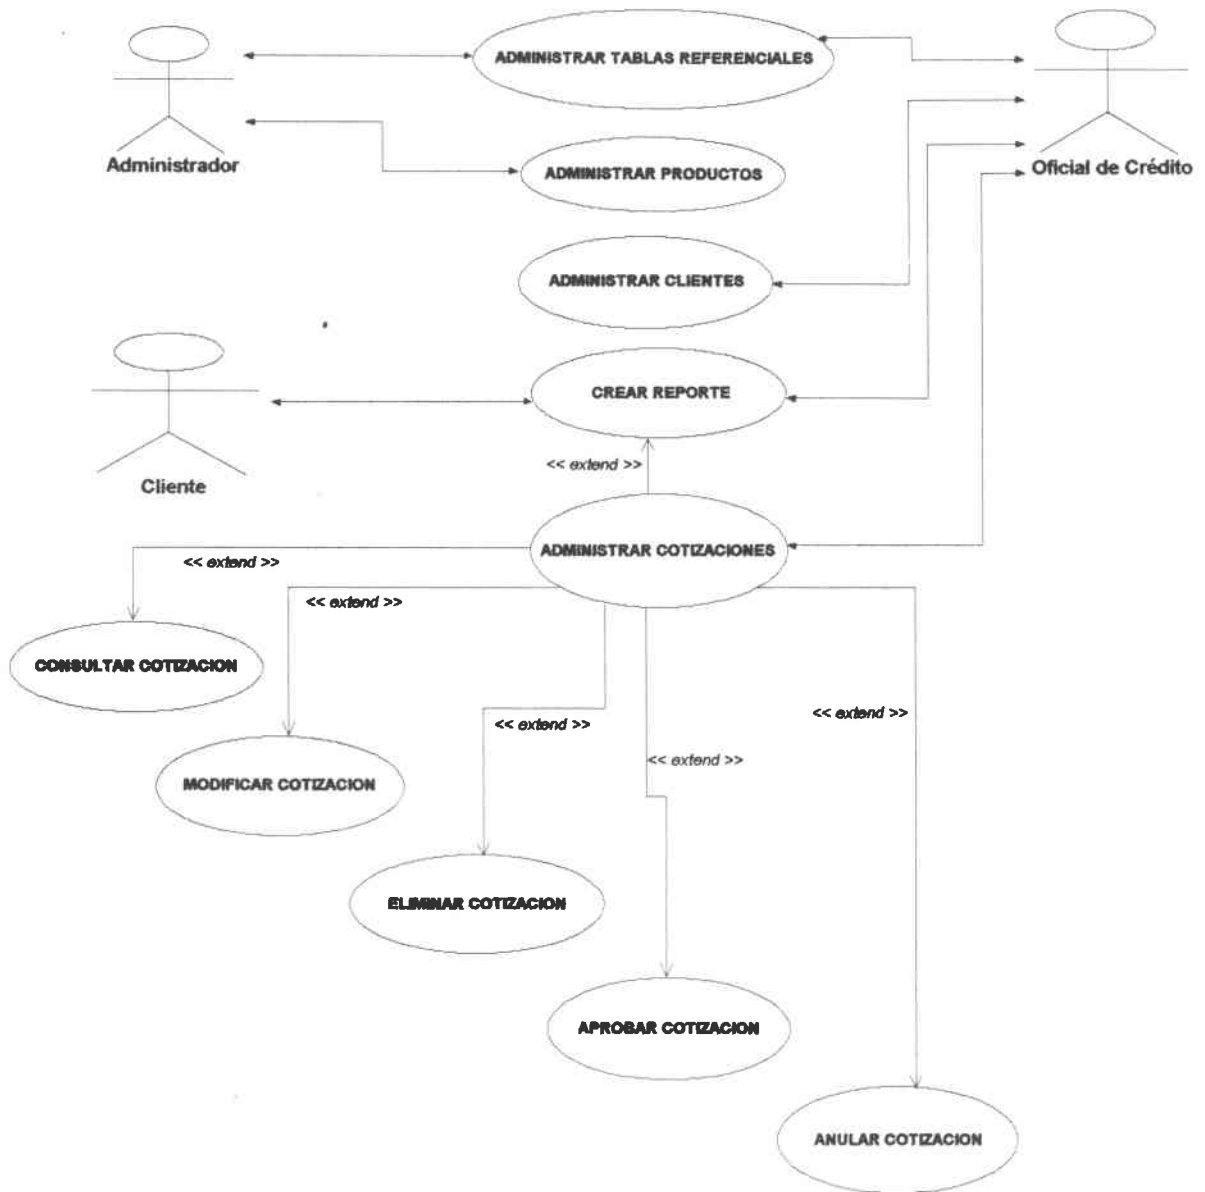 ADMINISTRAR TABLAS REFERENCIALES
Administrador
Oficial de Crédito
ADMINISTRAR PRODUCTOS
ADMINISTRAR CLIENTES
CREAR REPORTE
Cliente
<< extend >>
ADMINISTRAR COTIZACIONES
<< extend >>
<< extend >>
CONSULTAR COTIZACION
<< extend >>
<< extend >>
<< extend >>
MODIFICAR COTIZACION
ELIMINAR COTIZACION
APROBAR COTIZACION
ANULAR COTIZACION